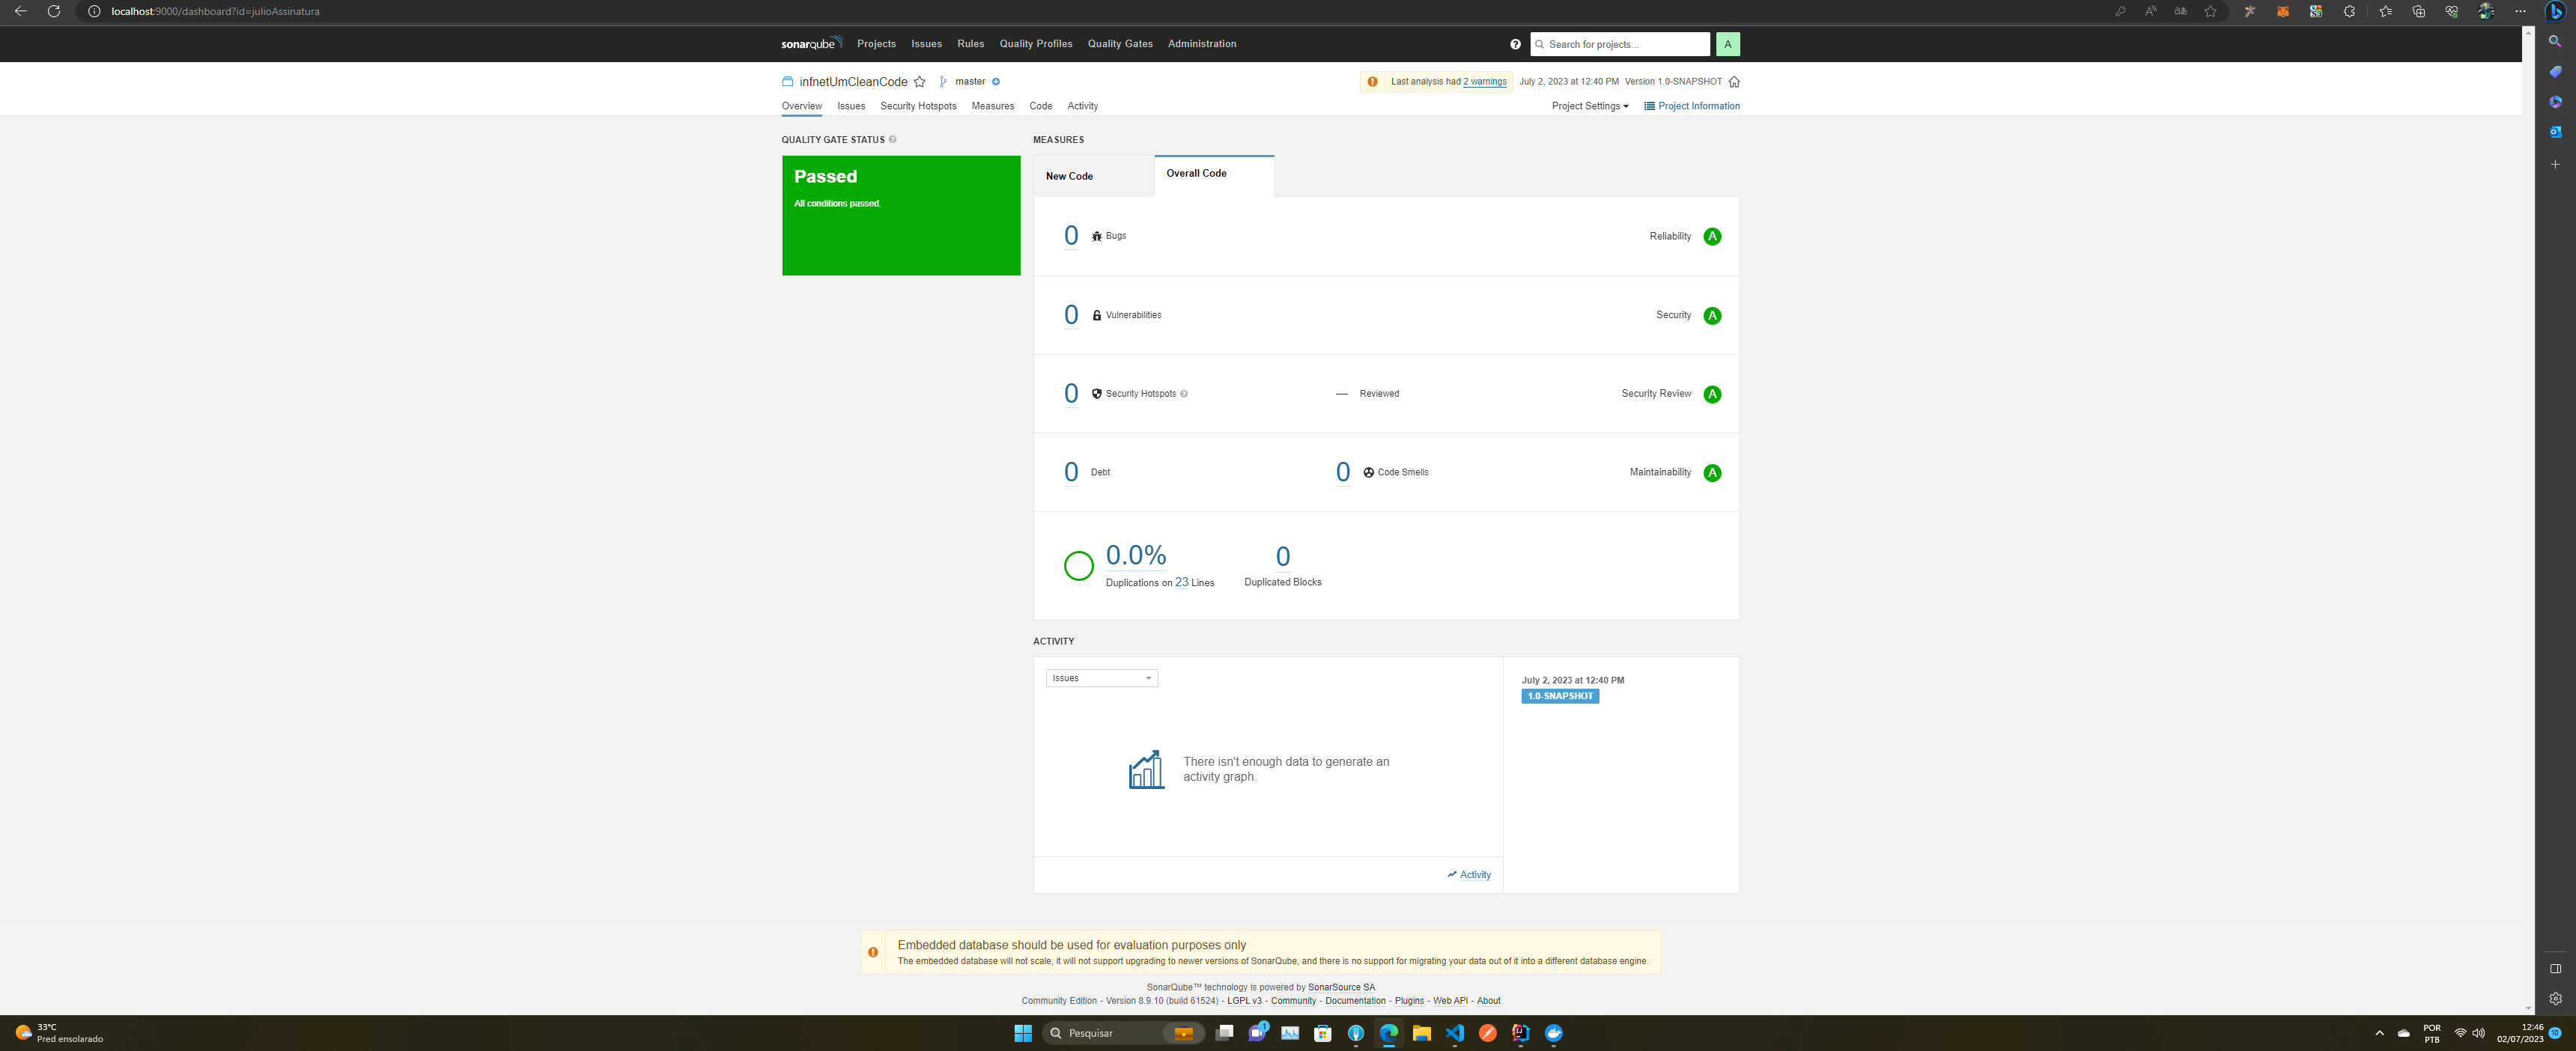 localhost:9000/dashboard?id=julioAssinatura
sonarqube Projects Issues Rules Quality Profiles Quality Gates Administration Search for projects... A
infnetUmCleanCode master Last analysis had 2 warnings July 2, 2023 at 12:40 PM Version 1.0-SNAPSHOT
Overview Issues Security Hotspots Measures Code Activity Project Settings Project Information
QUALITY GATE STATUS
Passed
All conditions passed.
MEASURES
New Code Overall Code
0 Bugs Reliability A
0 Vulnerabilities Security A
0 Security Hotspots — Reviewed Security Review A
0 Debt 0 Code Smells Maintainability A
0.0% 0
Duplications on 23 Lines Duplicated Blocks
ACTIVITY
Issues
There isn't enough data to generate an
activity graph.
Activity
July 2, 2023 at 12:40 PM
1.0-SNAPSHOT
Embedded database should be used for evaluation purposes only
The embedded database will not scale, it will not support upgrading to newer versions of SonarQube, and there is no support for migrating your data out of it into a different database engine.
SonarQube™ technology is powered by SonarSource SA
Community Edition - Version 8.9.10 (build 61524) - LGPL v3 - Community - Documentation - Plugins - Web API - About
33°C
Pred ensolarado
Pesquisar
1
POR
PTB
12:46
02/07/2023
10